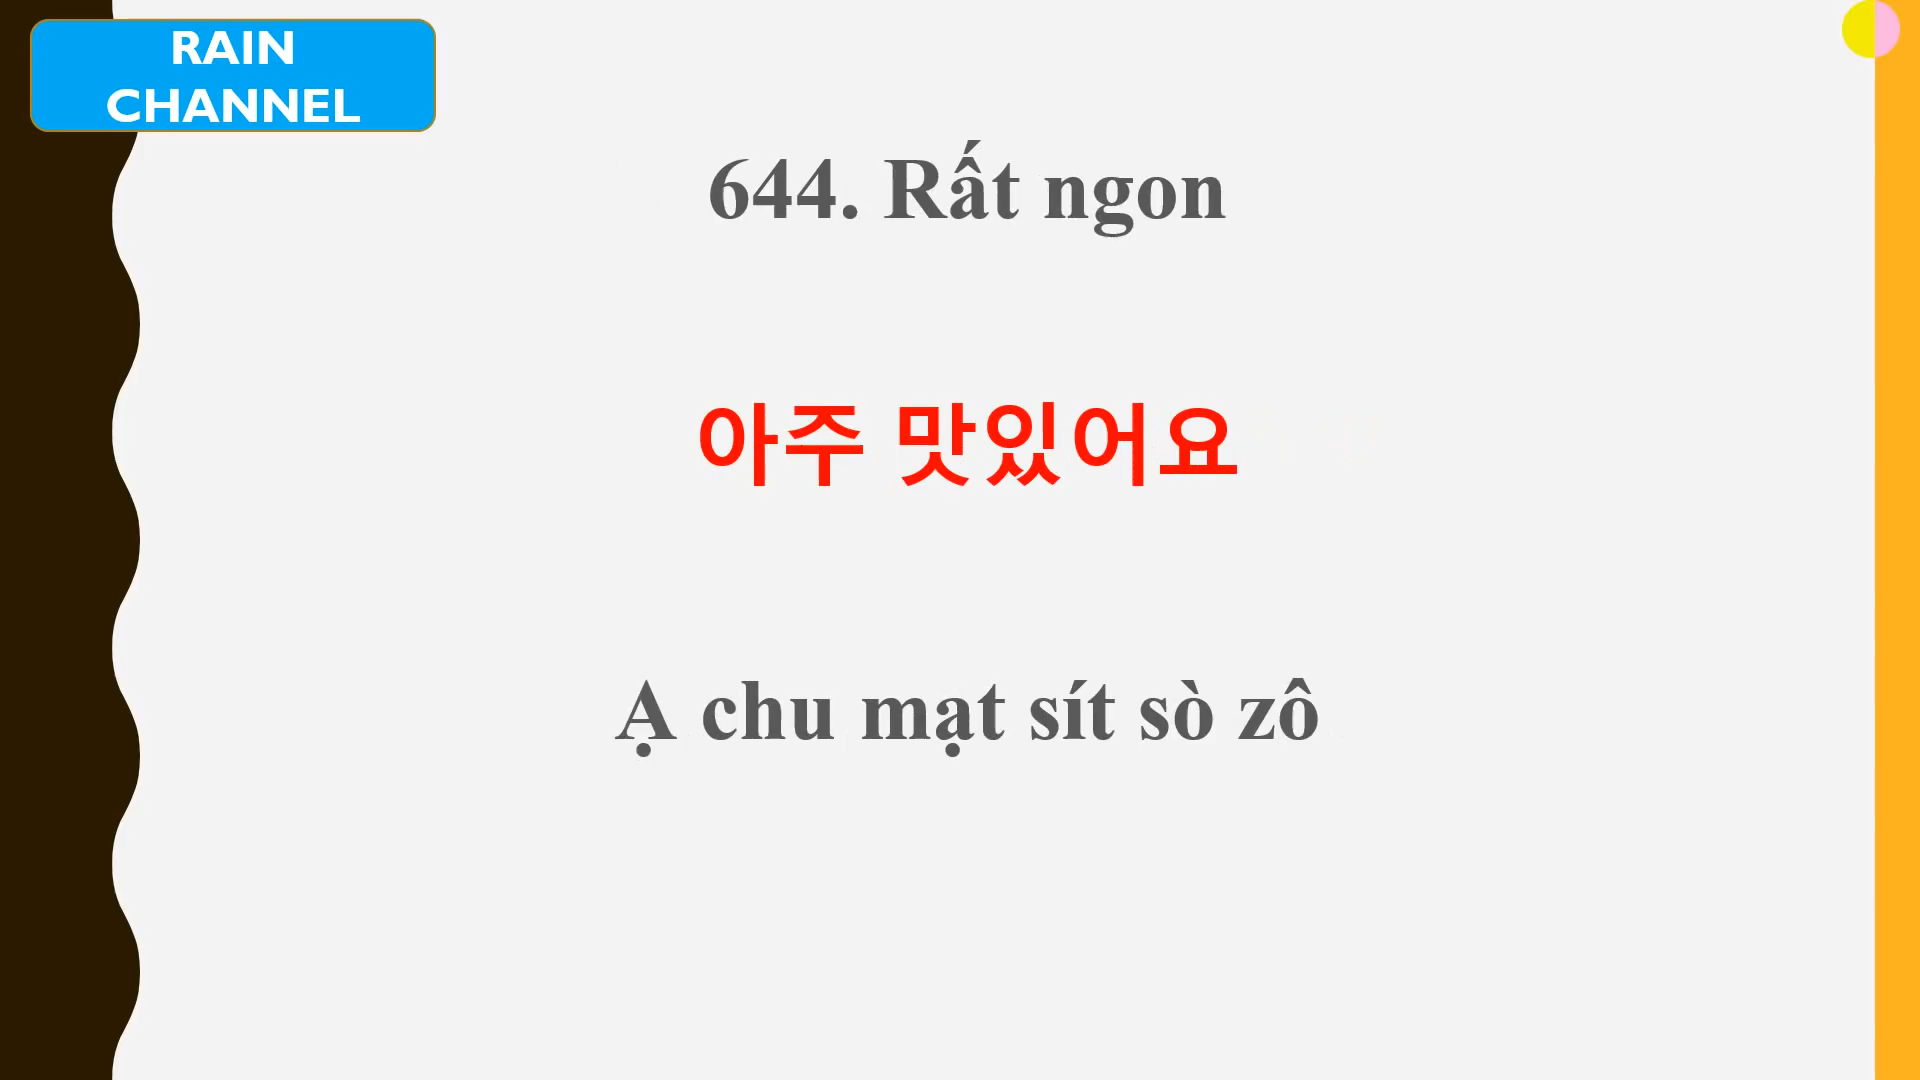 RAIN
CHANNEL
644. Rất ngon
아주 맛있어요
Ạ chu mạt sít sò zô